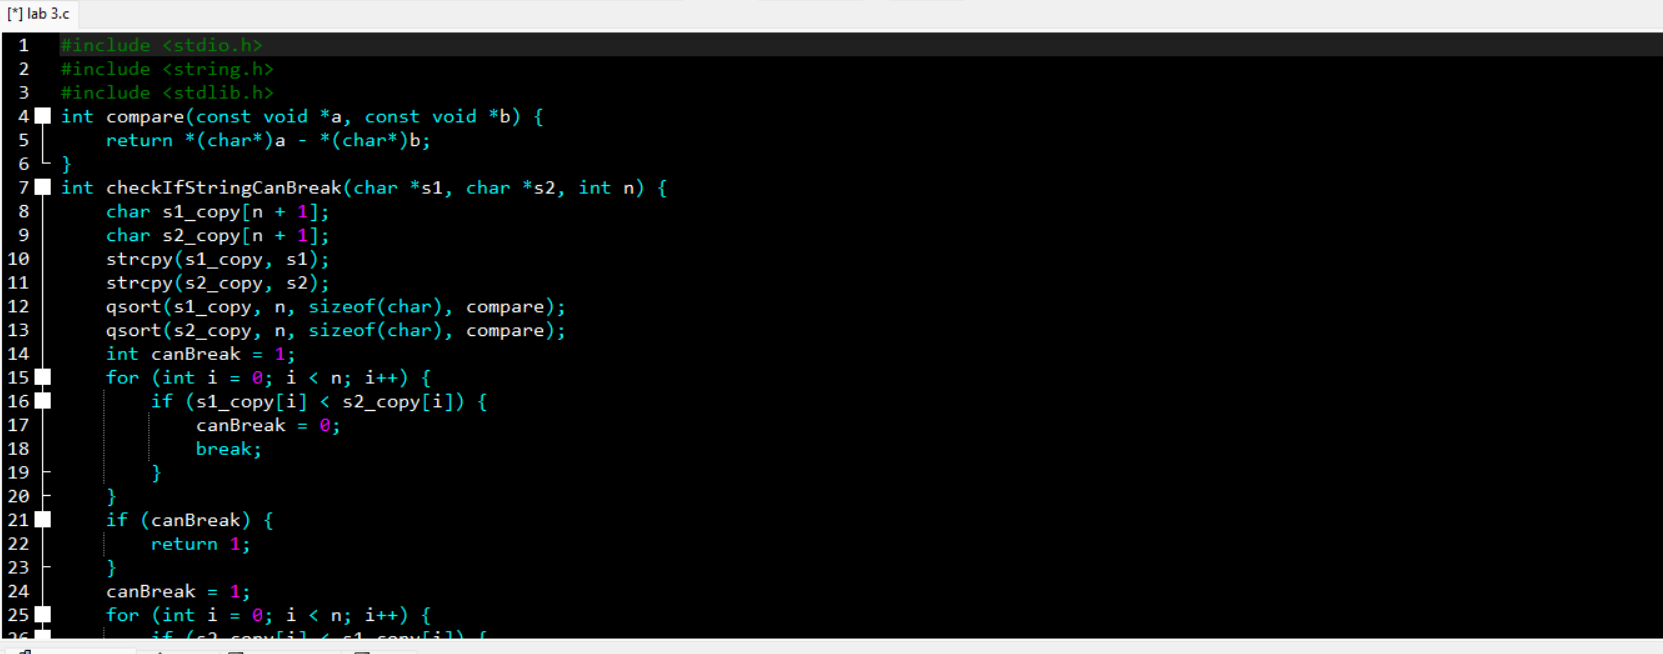 [*] lab 3.c
1 #include <stdio.h>
2 #include <string.h>
3 #include <stdlib.h>
4 int compare(const void *a, const void *b) {
5     return *(char*)a - *(char*)b;
6 }
7 int checkIfStringCanBreak(char *s1, char *s2, int n) {
8     char s1_copy[n + 1];
9     char s2_copy[n + 1];
10     strcpy(s1_copy, s1);
11     strcpy(s2_copy, s2);
12     qsort(s1_copy, n, sizeof(char), compare);
13     qsort(s2_copy, n, sizeof(char), compare);
14     int canBreak = 1;
15     for (int i = 0; i < n; i++) {
16         if (s1_copy[i] < s2_copy[i]) {
17             canBreak = 0;
18             break;
19         }
20     }
21     if (canBreak) {
22         return 1;
23     }
24     canBreak = 1;
25     for (int i = 0; i < n; i++) {
26         if (s2_copy[i] < s1_copy[i]) {